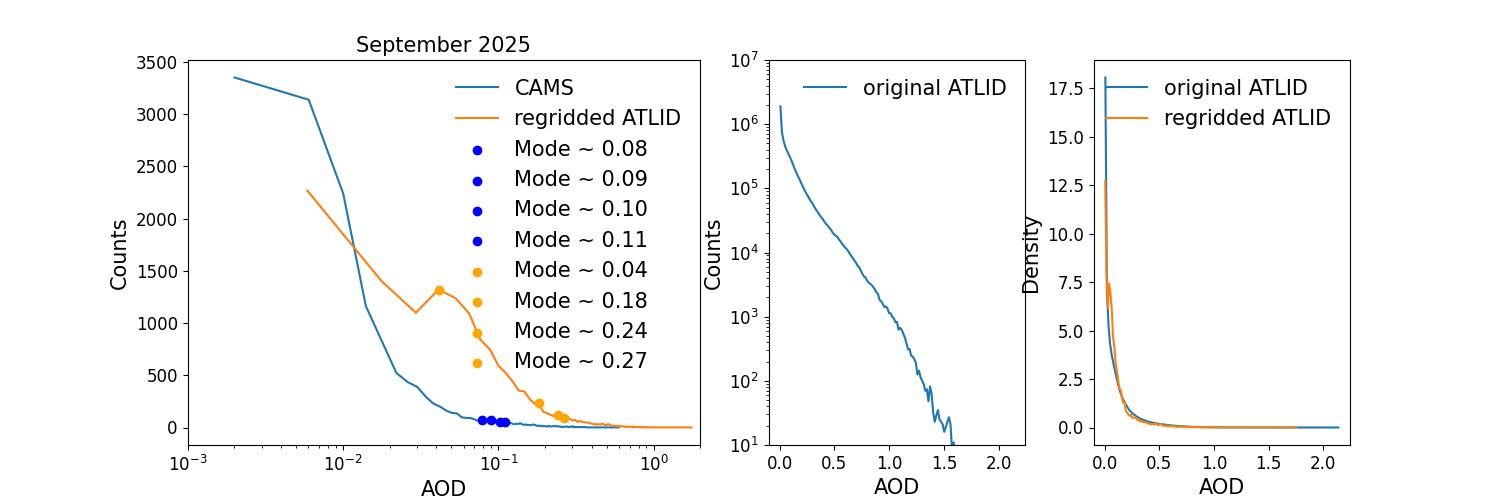 September 2025
3500
3000
2500
2000
1500
1000
500
0
Counts
10⁻³
10⁻²
10⁻¹
10⁰
AOD
CAMS
regridded ATLID
Mode ~ 0.08
Mode ~ 0.09
Mode ~ 0.10
Mode ~ 0.11
Mode ~ 0.04
Mode ~ 0.18
Mode ~ 0.24
Mode ~ 0.27
10⁷
10⁶
10⁵
10⁴
10³
10²
10¹
Counts
original ATLID
0.0
0.5
1.0
1.5
2.0
AOD
17.5
15.0
12.5
10.0
7.5
5.0
2.5
0.0
Density
original ATLID
regridded ATLID
0.0
0.5
1.0
1.5
2.0
AOD